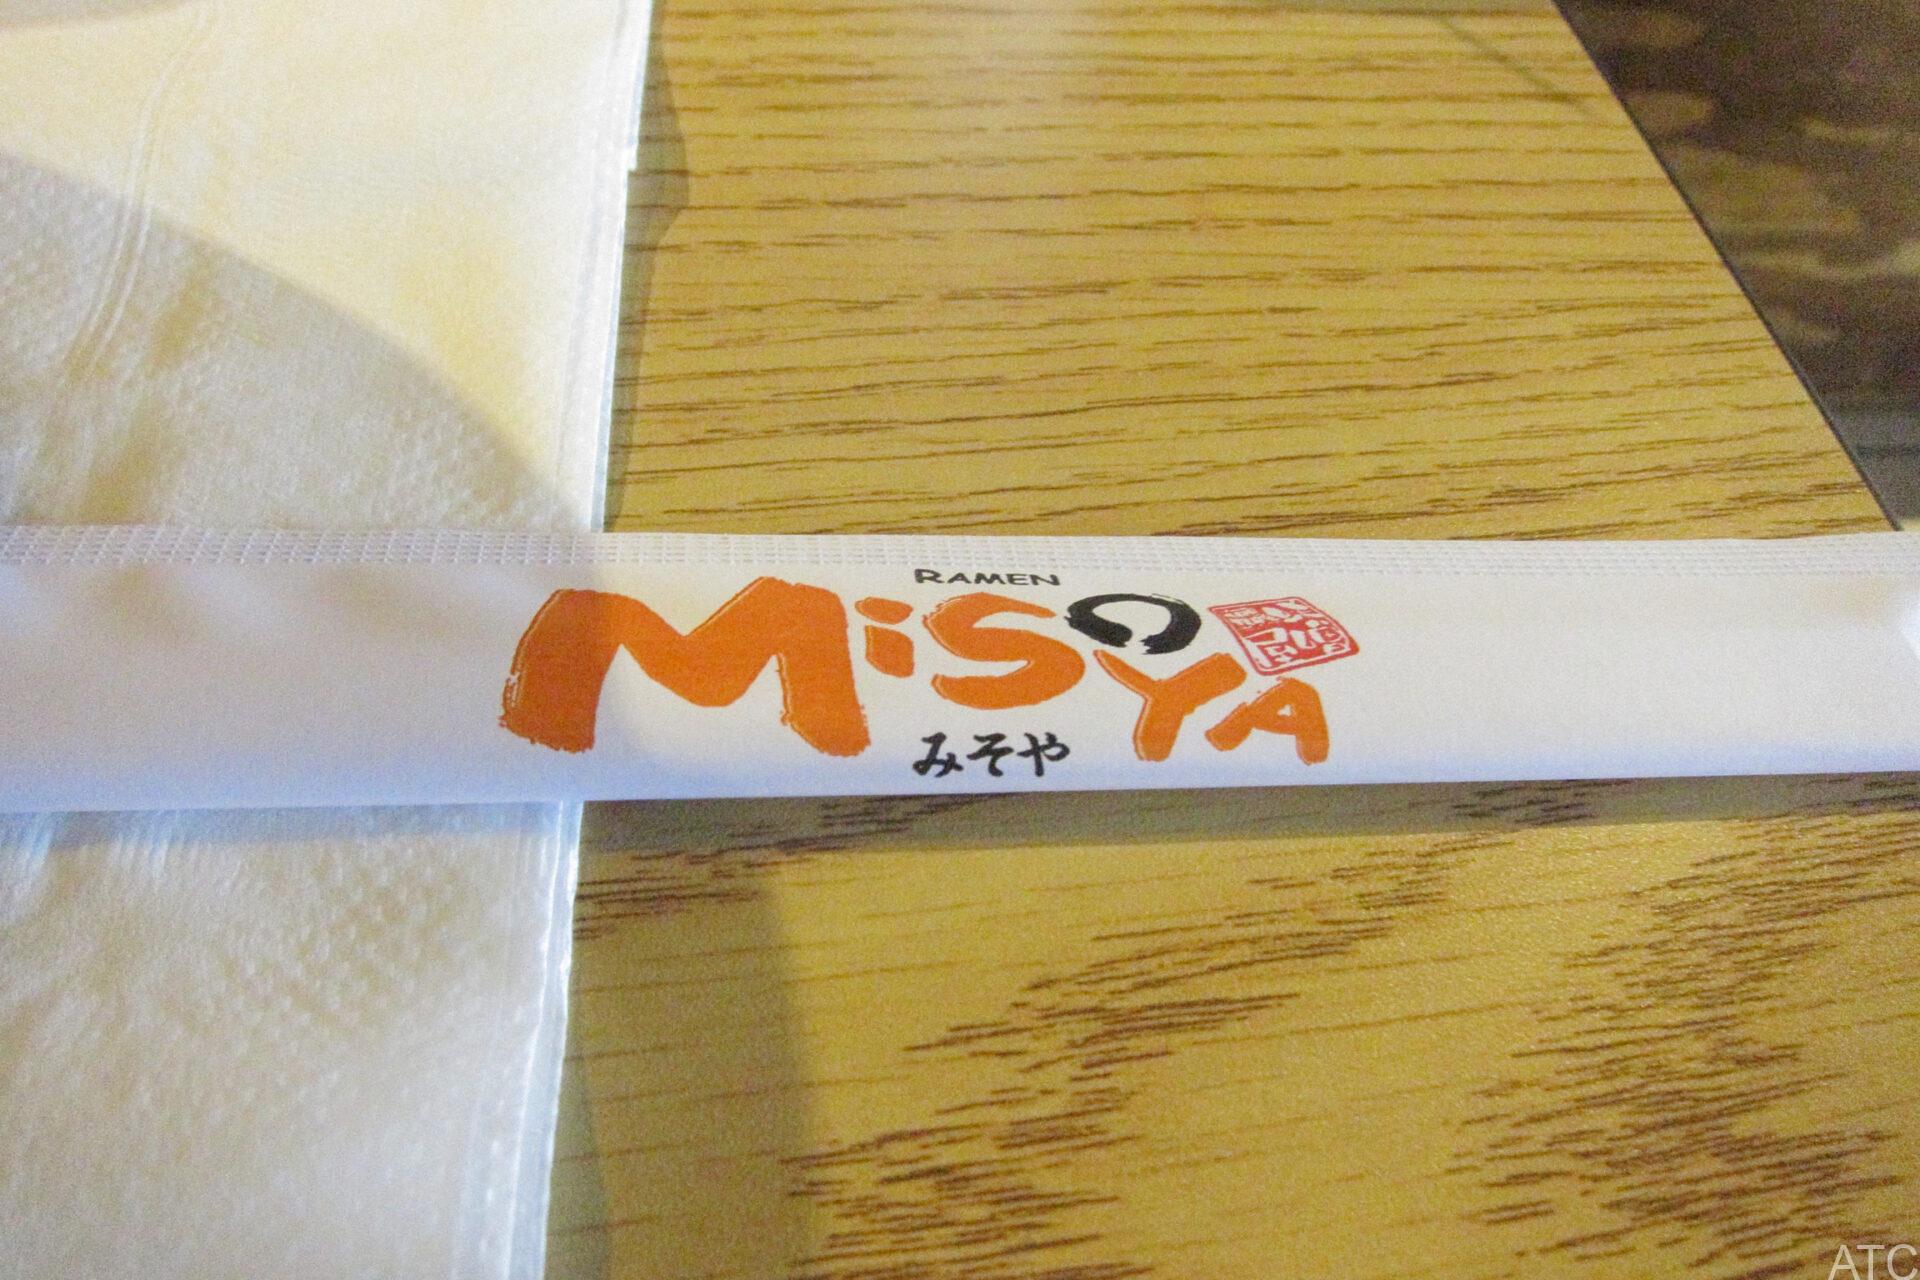 RAMEN
MiSOYA
みそや
ATC